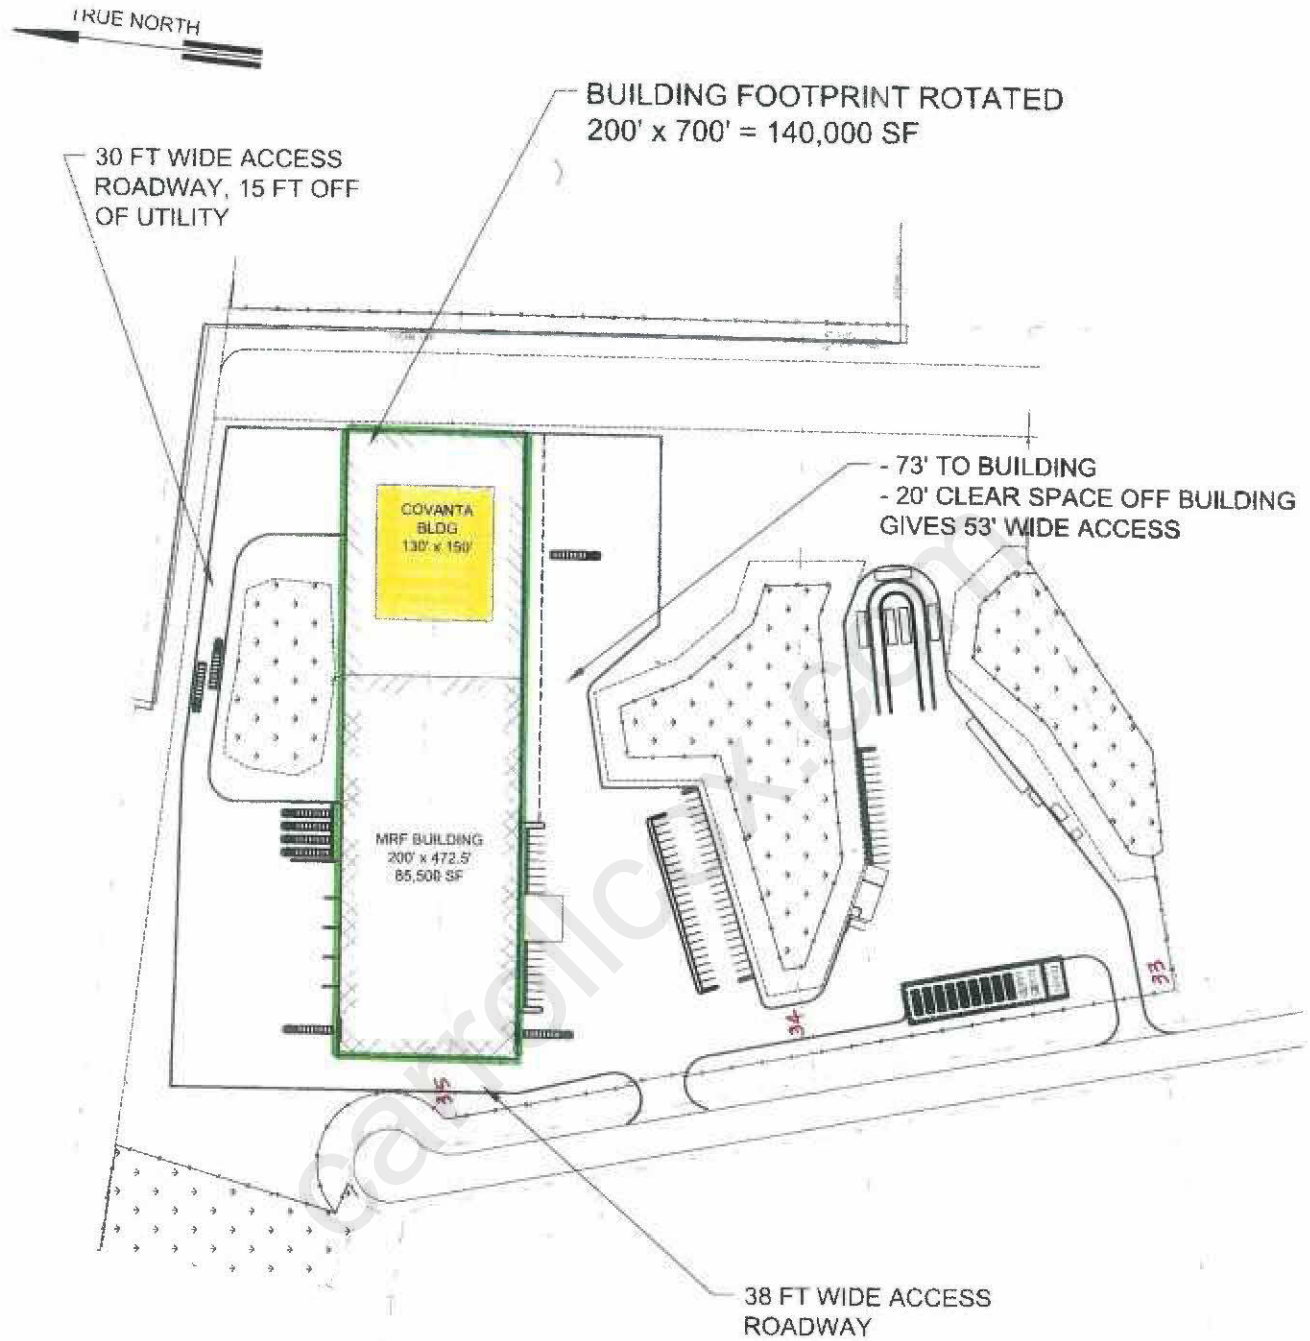 TRUE NORTH
BUILDING FOOTPRINT ROTATED
200' x 700' = 140,000 SF
30 FT WIDE ACCESS
ROADWAY, 15 FT OFF
OF UTILITY
- 73' TO BUILDING
- 20' CLEAR SPACE OFF BUILDING
GIVES 53' WIDE ACCESS
COVANTA
BLDG
130' x 150'
MRF BUILDING
200' x 472.5'
85,500 SF
33
34
35
38 FT WIDE ACCESS
ROADWAY
carrollcox.com